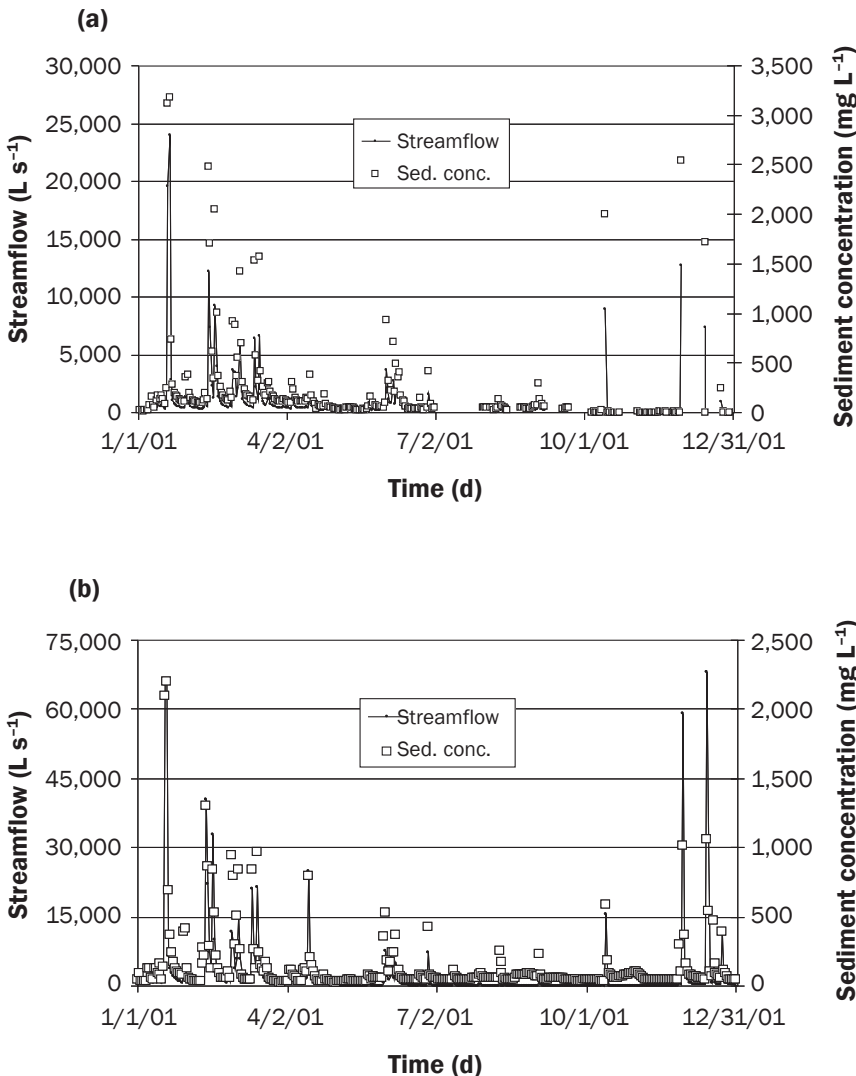 (a)
Streamflow (L s⁻¹)
30,000
25,000
20,000
15,000
10,000
5,000
0
Streamflow
Sed. conc.
3,500
3,000
2,500
2,000
1,500
1,000
500
0
Sediment concentration (mg L⁻¹)
1/1/01 4/2/01 7/2/01 10/1/01 12/31/01
Time (d)
(b)
Streamflow (L s⁻¹)
75,000
60,000
45,000
30,000
15,000
0
Streamflow
Sed. conc.
2,500
2,000
1,500
1,000
500
0
Sediment concentration (mg L⁻¹)
1/1/01 4/2/01 7/2/01 10/1/01 12/31/01
Time (d)